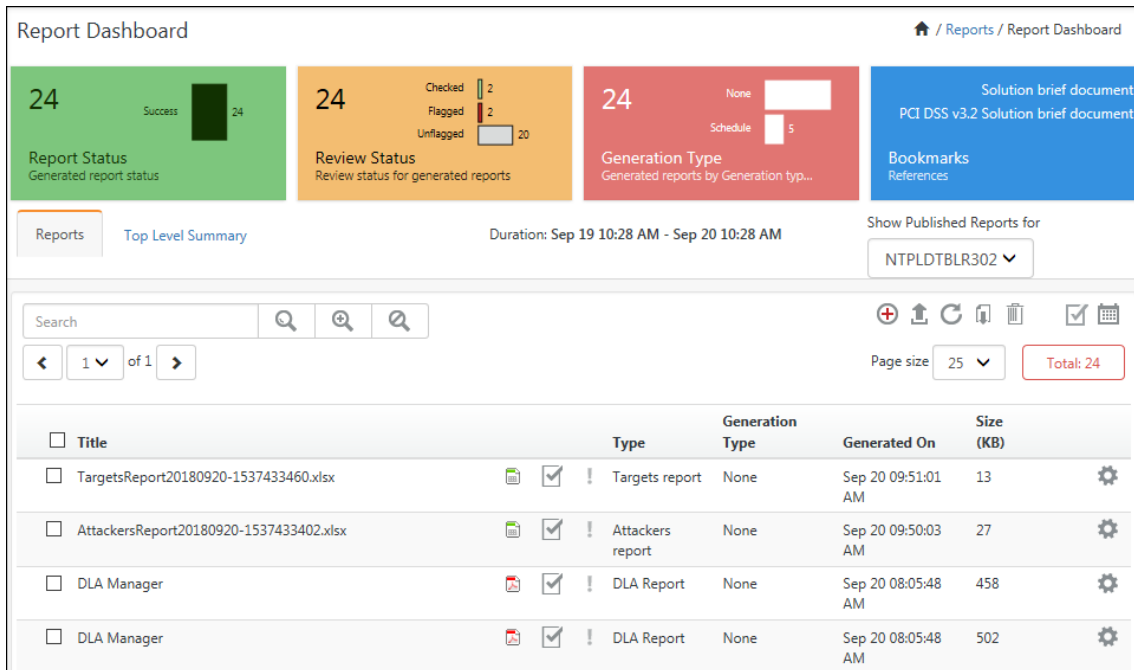 Report Dashboard
/ Reports / Report Dashboard
24
Success
24
Report Status
Generated report status
24
Checked
2
Flagged
2
Unflagged
20
Review Status
Review status for generated reports
24
None
Schedule
5
Generation Type
Generated reports by Generation typ...
Solution brief document
PCI DSS v3.2 Solution brief document
Bookmarks
References
Reports
Top Level Summary
Duration: Sep 19 10:28 AM - Sep 20 10:28 AM
Show Published Reports for
NTPLDTBLR302
Search
1 of 1
Page size 25
Total: 24
Title Type Generation Type Generated On Size (KB)
TargetsReport20180920-1537433460.xlsx Targets report None Sep 20 09:51:01 AM 13
AttackersReport20180920-1537433402.xlsx Attackers report None Sep 20 09:50:03 AM 27
DLA Manager DLA Report None Sep 20 08:05:48 AM 458
DLA Manager DLA Report None Sep 20 08:05:48 AM 502